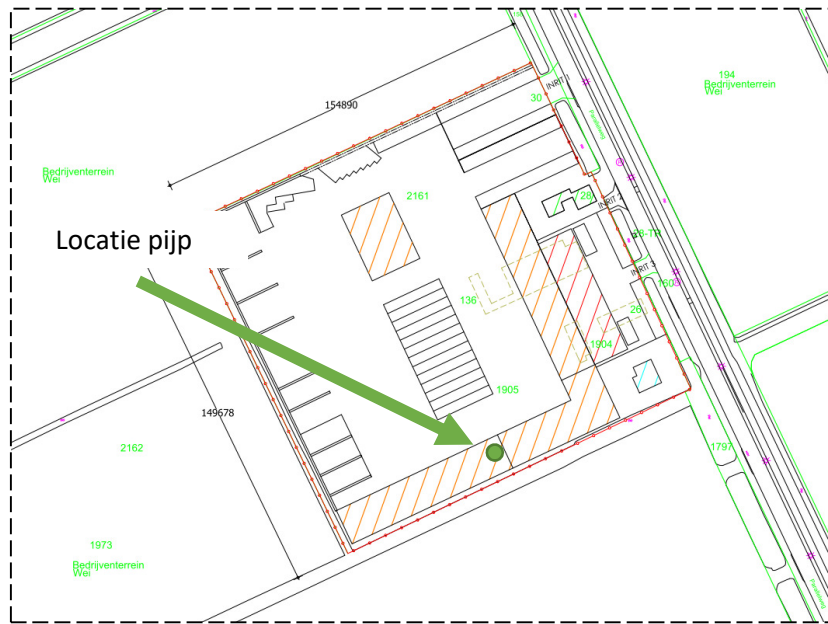 194
Bedrijventerrein
Wei
INRIT 1
30
154890
Bedrijventerrein
Wei
2161
28
INRIT 2
Locatie pijp
INRIT 3
136
26
1904
1905
149678
2162
1797
1973
Bedrijventerrein
Wei